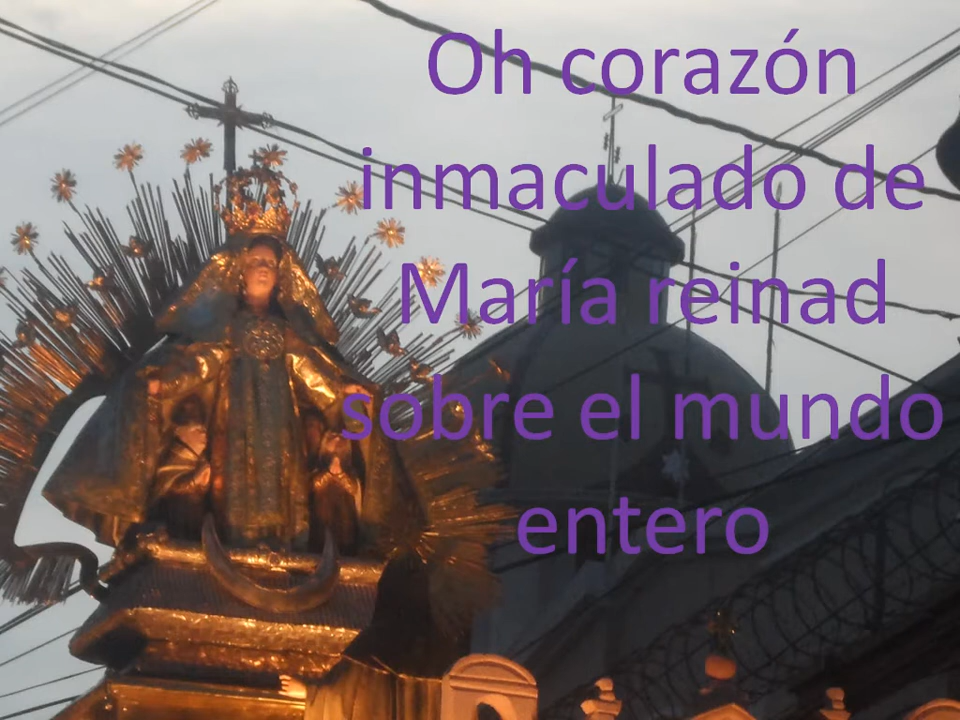 Oh corazón
inmaculado de
María reinad
sobre el mundo
entero